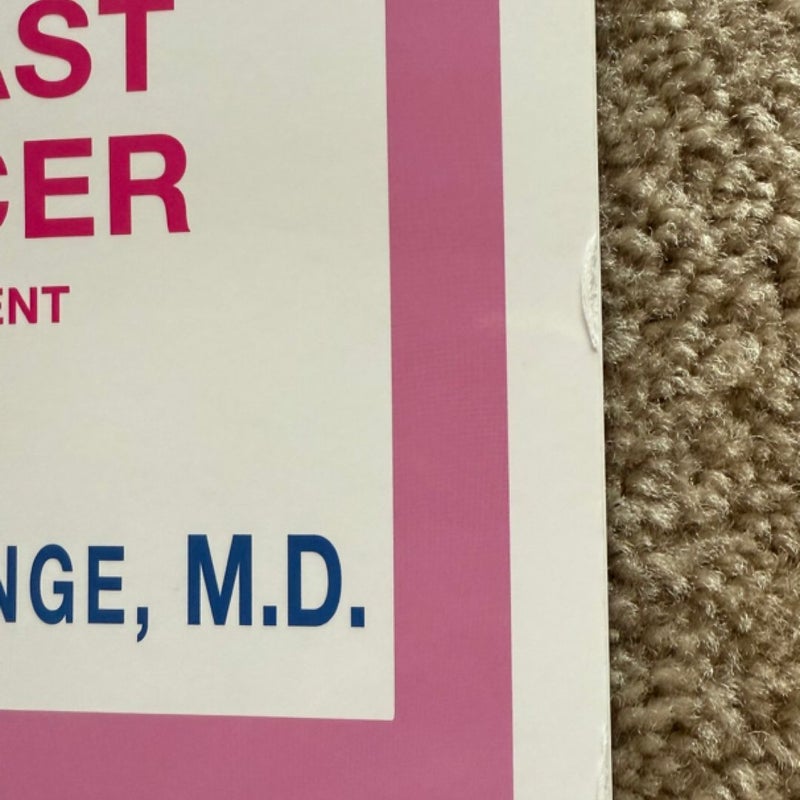 AST
CER
ENT
NGE, M.D.